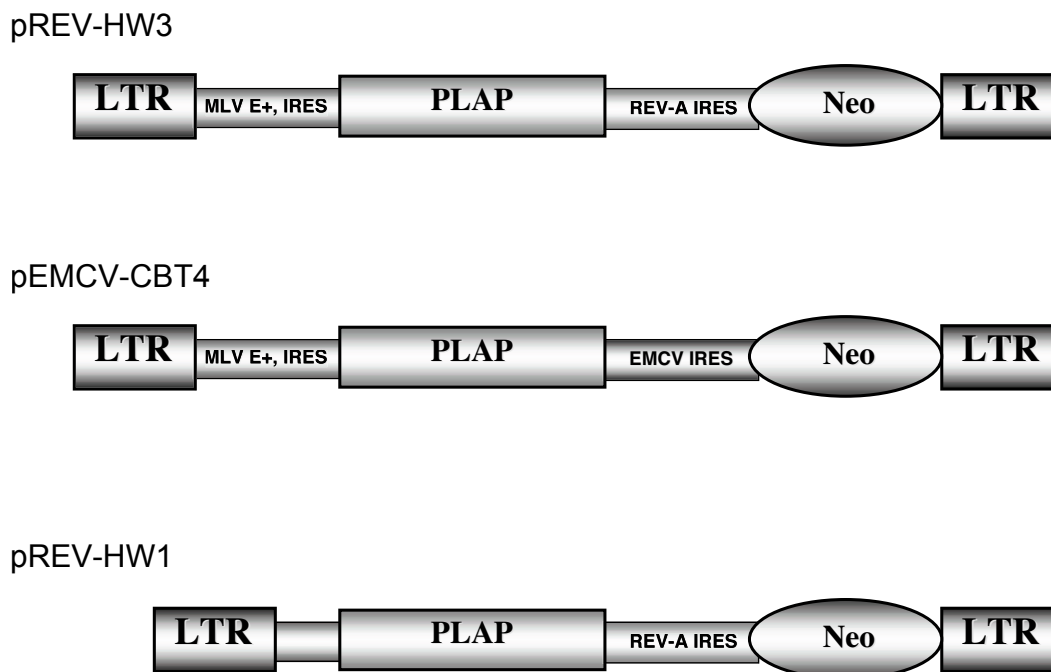 pREV-HW3
LTR MLV E+, IRES PLAP REV-A IRES Neo LTR
pEMCV-CBT4
LTR MLV E+, IRES PLAP EMCV IRES Neo LTR
pREV-HW1
LTR PLAP REV-A IRES Neo LTR